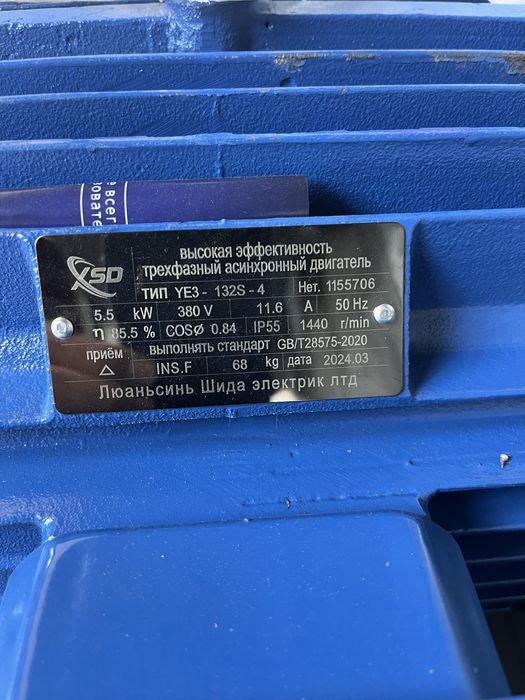 е всег
ювате
XSD
высокая эффективность
трехфазный асинхронный двигатель
ТИП YE3 - 132S - 4 Нет. 1155706
5.5 kW 380 V 11.6 A 50 Hz
η 85.5 % COSØ 0.84 IP55 1440 r/min
приём выполнять стандарт GB/T28575-2020
△ INS.F 68 kg дата 2024.03
Люаньсинь Шида электрик лтд